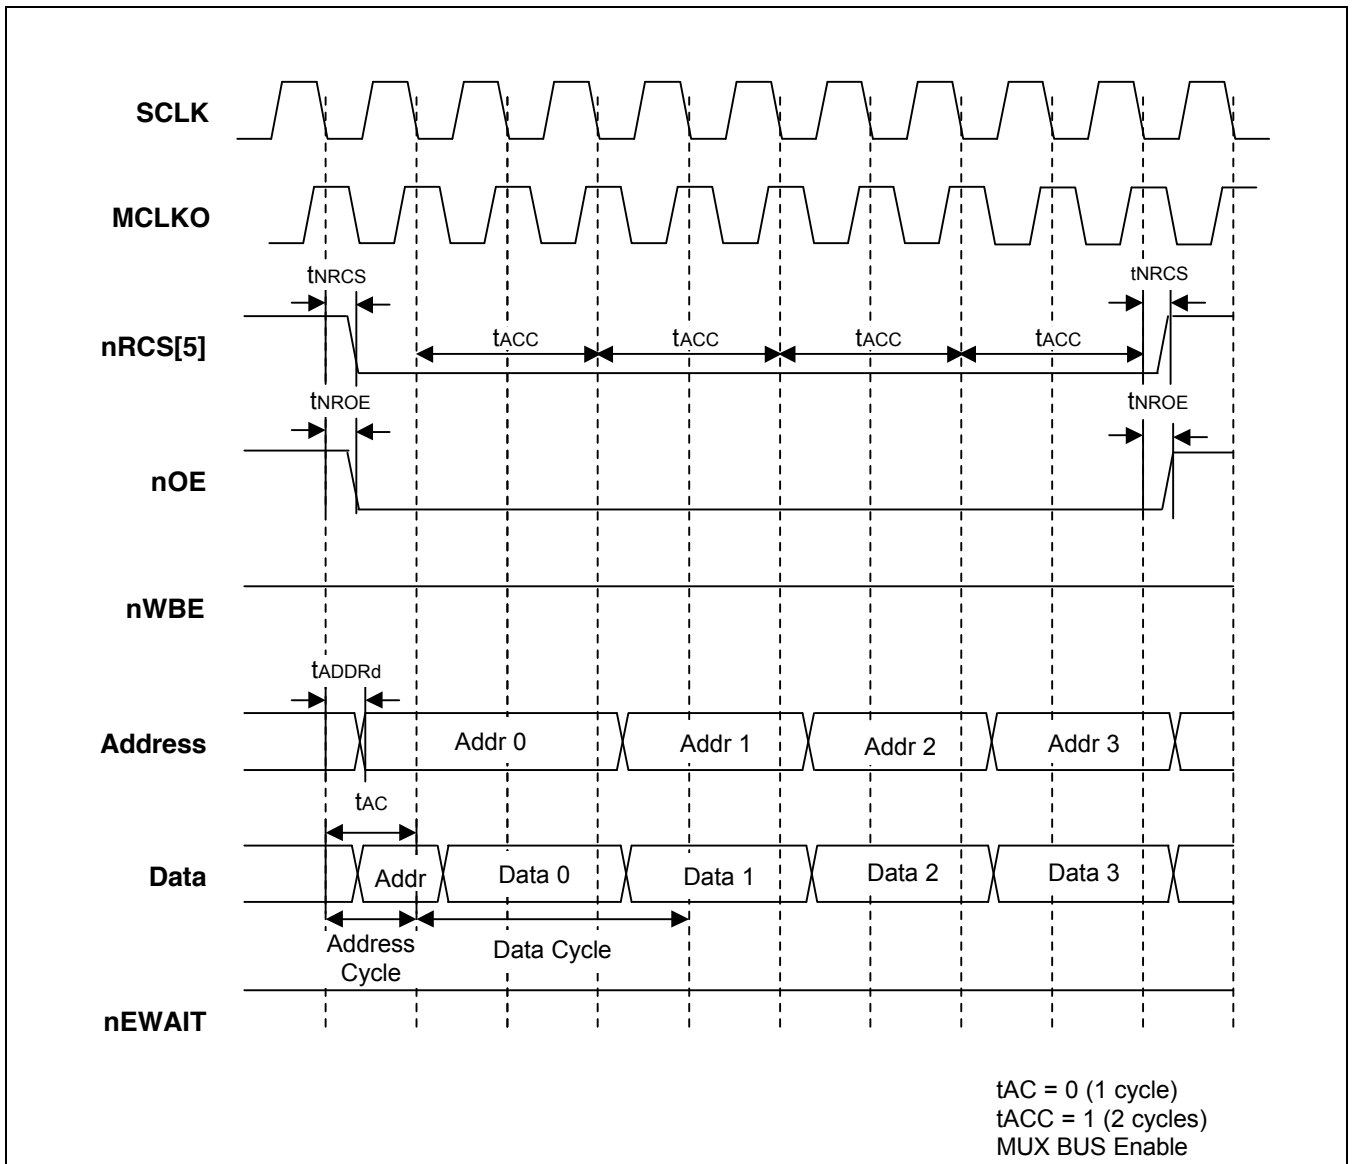 SCLK
MCLKO
tNRCS
tNRCS
nRCS[5]
tACC
tACC
tACC
tACC
tNROE
tNROE
nOE
nWBE
tADDRd
Address
Addr 0
Addr 1
Addr 2
Addr 3
tAC
Data
Addr
Data 0
Data 1
Data 2
Data 3
Address
Cycle
Data Cycle
nEWAIT
tAC = 0 (1 cycle)
tACC = 1 (2 cycles)
MUX BUS Enable